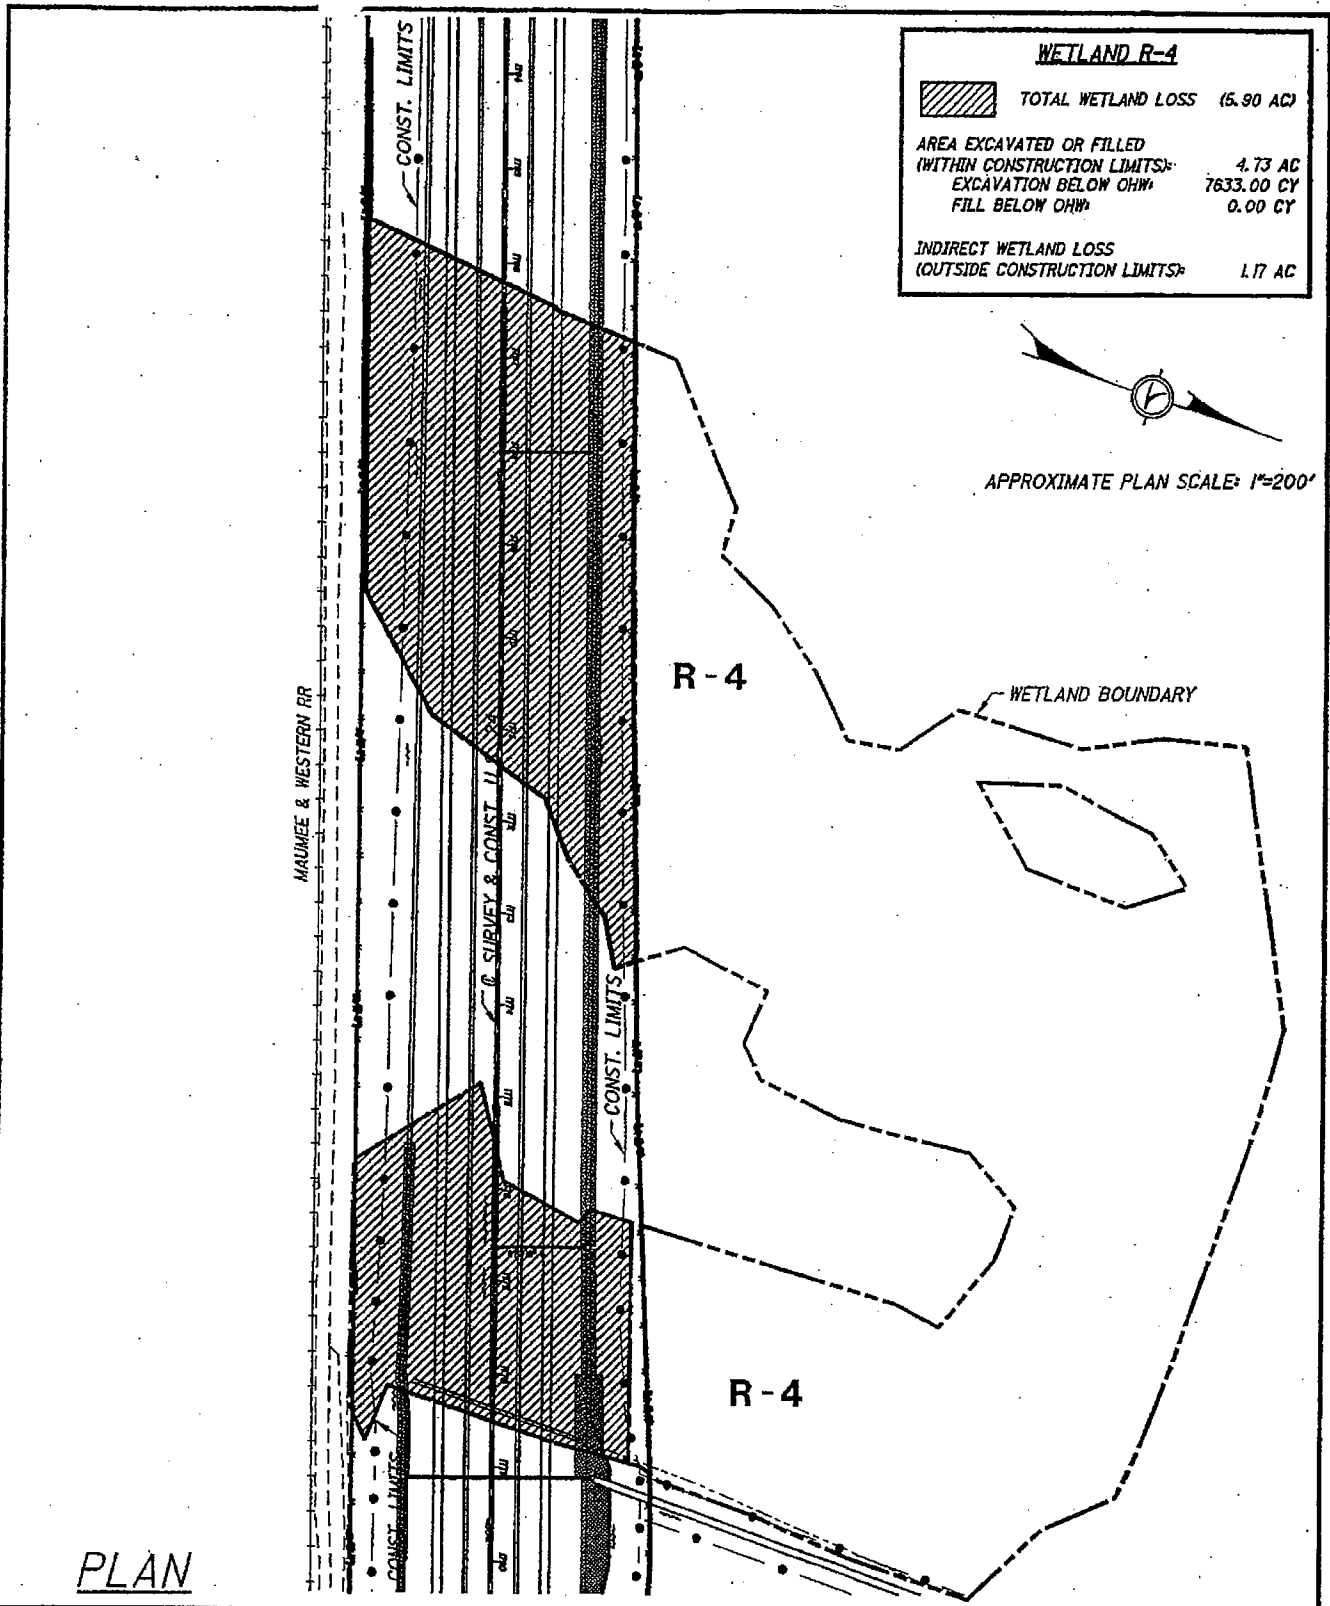 WETLAND R-4
TOTAL WETLAND LOSS (5.90 AC)
AREA EXCAVATED OR FILLED
(WITHIN CONSTRUCTION LIMITS): 4.73 AC
EXCAVATION BELOW OHW: 7633.00 CY
FILL BELOW OHW: 0.00 CY
INDIRECT WETLAND LOSS
(OUTSIDE CONSTRUCTION LIMITS): 1.17 AC
CONST. LIMITS
APPROXIMATE PLAN SCALE: 1"=200'
R-4
WETLAND BOUNDARY
MAUMEE & WESTERN RR
℄ SURVEY & CONST U.S. 24
CONST. LIMITS
R-4
CONST. LIMITS
PLAN